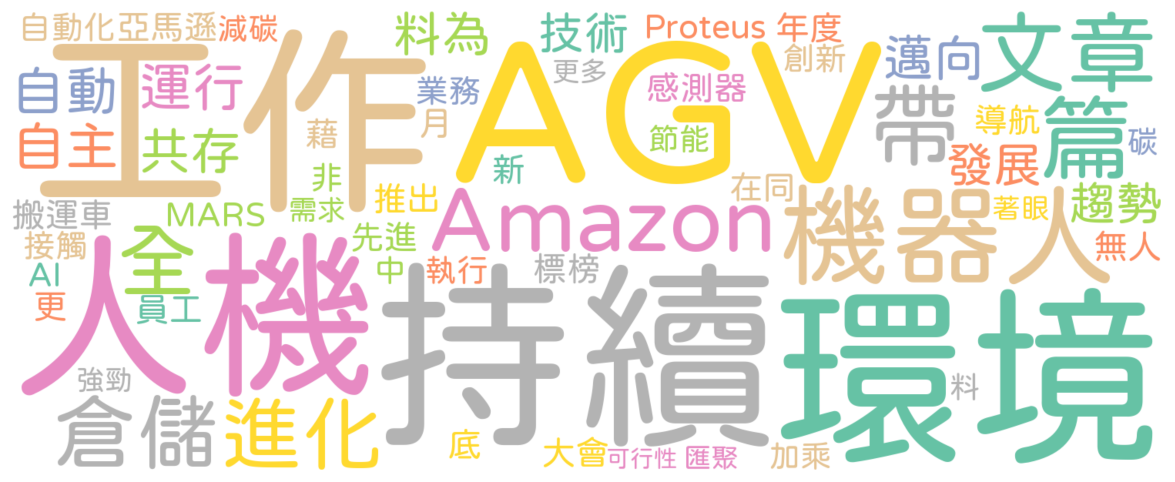 自動化
亞馬遜
減碳
料為
技術
Proteus
年度
文章
工作
AGV
更多
創新
邁向
自動
運行
業務
感測器
帶
篇
導航
碳
自主
共存
藉
月
節能
發展
新
非
在同
趨勢
搬運車
MARS
需求
推出
Amazon
機器人
著眼
接觸
全
先進
無人
AI
中
執行
標榜
更
員工
人機
持續
環境
強勁
料
倉儲
進化
底
大會
可行性
匯聚
加乘